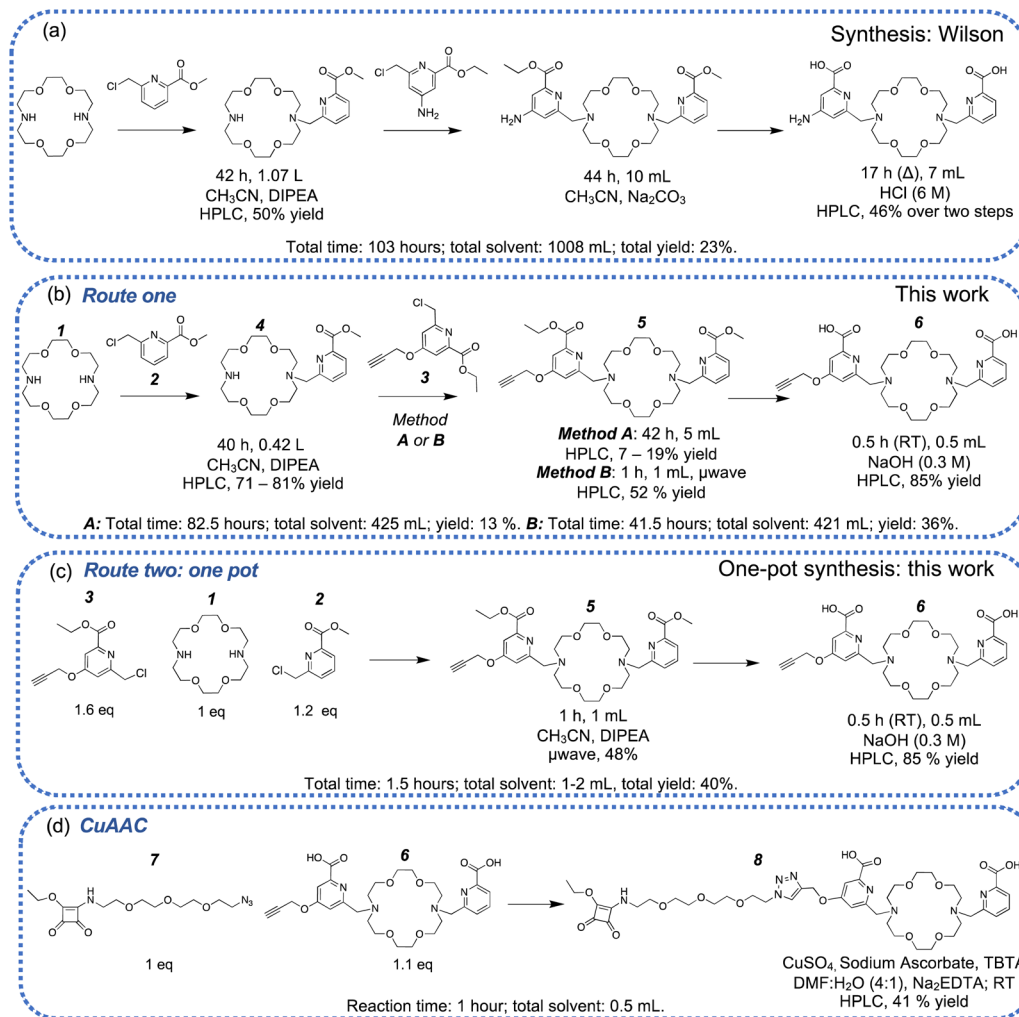 (a)
Synthesis: Wilson
42 h, 1.07 L
CH₃CN, DIPEA
HPLC, 50% yield
44 h, 10 mL
CH₃CN, Na₂CO₃
17 h (Δ), 7 mL
HCl (6 M)
HPLC, 46% over two steps
Total time: 103 hours; total solvent: 1008 mL; total yield: 23%.
(b) Route one
This work
1
2
4
3
5
6
40 h, 0.42 L
CH₃CN, DIPEA
HPLC, 71 – 81% yield
Method
A or B
Method A: 42 h, 5 mL
HPLC, 7 – 19% yield
Method B: 1 h, 1 mL, µwave
HPLC, 52 % yield
0.5 h (RT), 0.5 mL
NaOH (0.3 M)
HPLC, 85% yield
A: Total time: 82.5 hours; total solvent: 425 mL; yield: 13 %. B: Total time: 41.5 hours; total solvent: 421 mL; yield: 36%.
(c) Route two: one pot
One-pot synthesis: this work
3
1
2
5
6
1.6 eq
1 eq
1.2 eq
1 h, 1 mL
CH₃CN, DIPEA
µwave, 48%
0.5 h (RT), 0.5 mL
NaOH (0.3 M)
HPLC, 85 % yield
Total time: 1.5 hours; total solvent: 1-2 mL, total yield: 40%.
(d) CuAAC
7
6
8
1 eq
1.1 eq
CuSO₄, Sodium Ascorbate, TBTA
DMF:H₂O (4:1), Na₂EDTA; RT
HPLC, 41 % yield
Reaction time: 1 hour; total solvent: 0.5 mL.